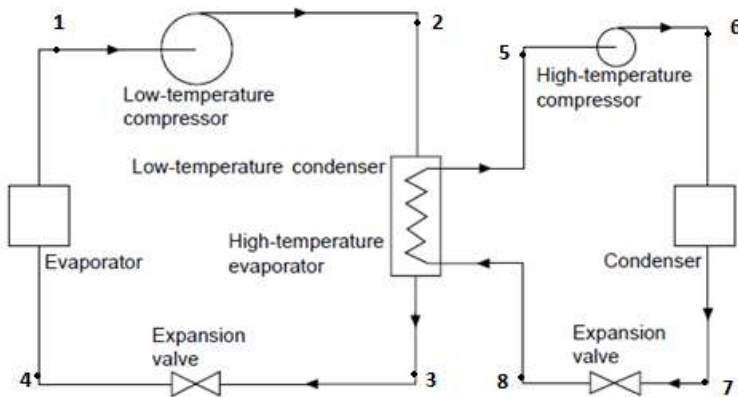 1
2
5
6
Low-temperature
compressor
High-temperature
compressor
Low-temperature condenser
High-temperature
evaporator
Evaporator
Condenser
Expansion
valve
Expansion
valve
4
3
8
7